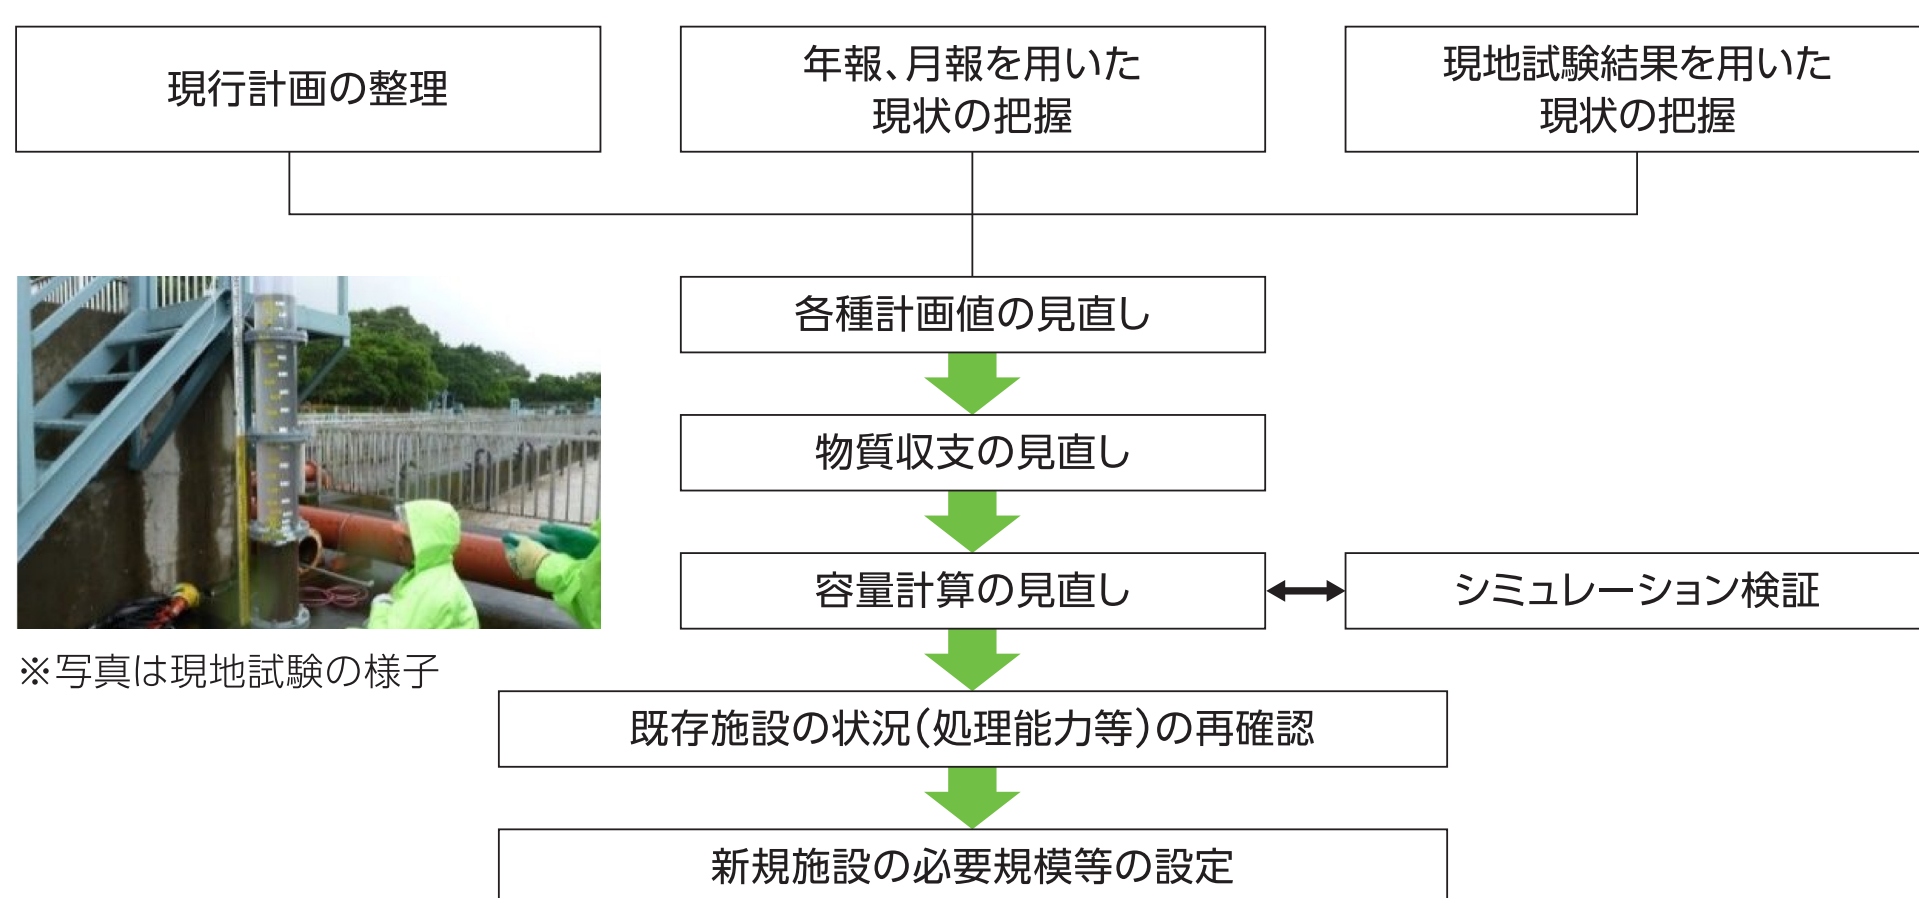 現行計画の整理
年報、月報を用いた
現状の把握
現地試験結果を用いた
現状の把握
各種計画値の見直し
物質収支の見直し
容量計算の見直し
シミュレーション検証
※写真は現地試験の様子
既存施設の状況（処理能力等）の再確認
新規施設の必要規模等の設定